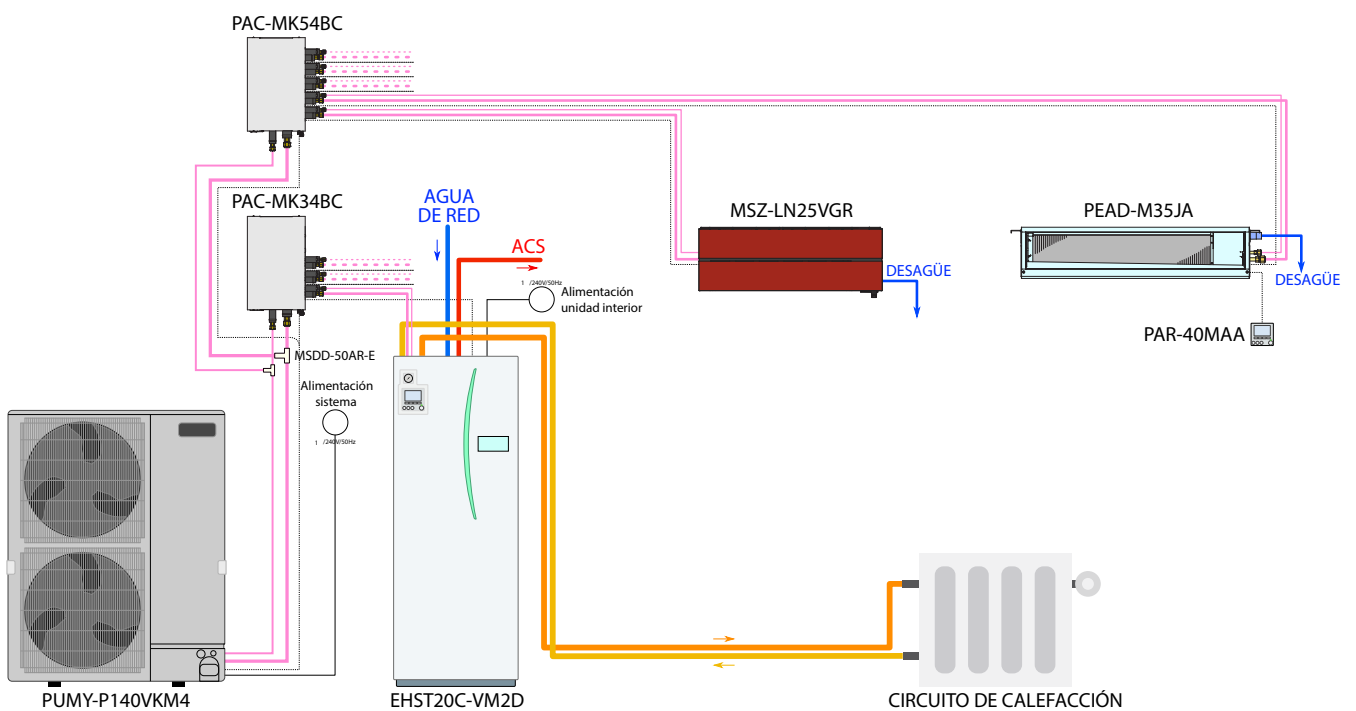 PAC-MK54BC
PAC-MK34BC
AGUA
DE RED
ACS
1 /240V/50Hz
Alimentación
unidad interior
MSZ-LN25VGR
DESAGÜE
PEAD-M35JA
DESAGÜE
PAR-40MAA
MSDD-50AR-E
Alimentación
sistema
1 /240V/50Hz
PUMY-P140VKM4
EHST20C-VM2D
CIRCUITO DE CALEFACCIÓN